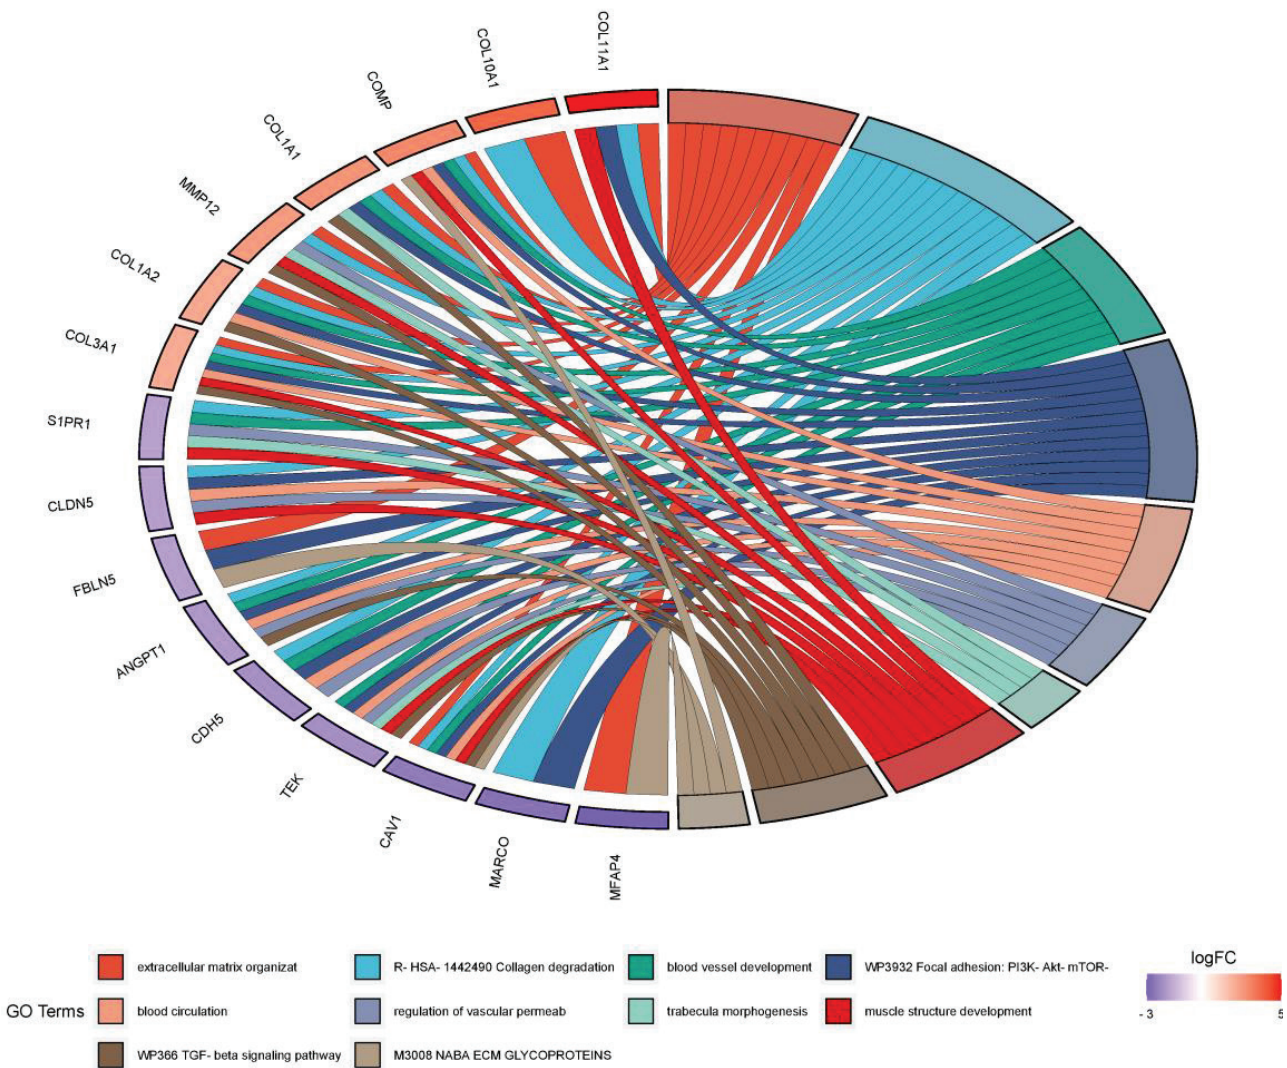 COL11A1
COL10A1
COMP
COL1A1
MMP12
COL1A2
COL3A1
S1PR1
CLDN5
FBLN5
ANGPT1
CDH5
TEK
CAV1
MARCO
MFAP4
GO Terms
extracellular matrix organizat
R- HSA- 1442490 Collagen degradation
blood vessel development
WP3932 Focal adhesion: PI3K- Akt- mTOR-
blood circulation
regulation of vascular permeab
trabecula morphogenesis
muscle structure development
WP366 TGF- beta signaling pathway
M3008 NABA ECM GLYCOPROTEINS
logFC
- 3 5